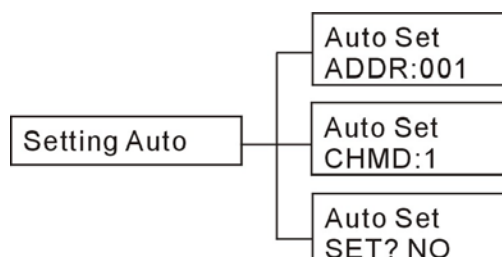 Auto Set
ADDR:001
Setting Auto
Auto Set
CHMD:1
Auto Set
SET? NO